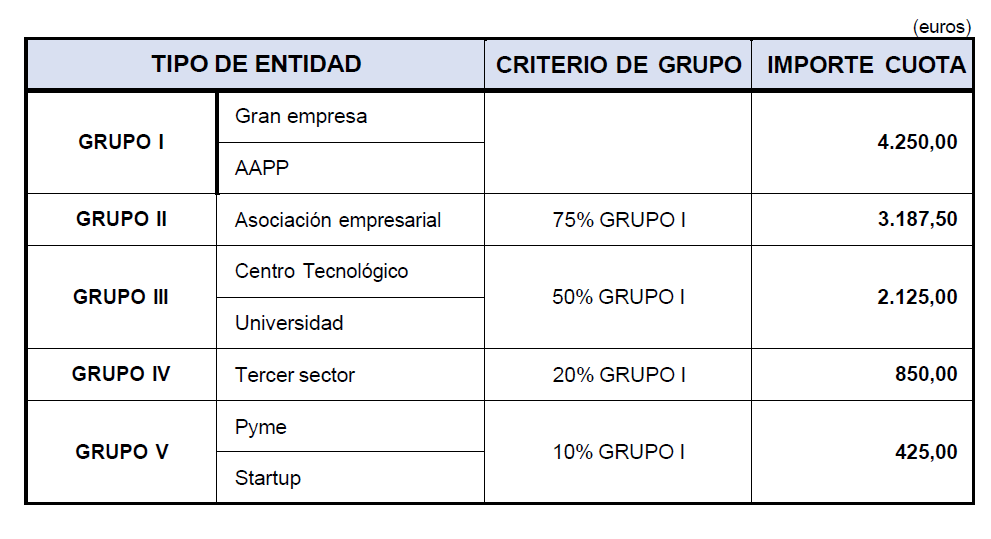 (euros)
TIPO DE ENTIDAD CRITERIO DE GRUPO IMPORTE CUOTA
GRUPO I
Gran empresa
AAPP
4.250,00
GRUPO II Asociación empresarial 75% GRUPO I 3.187,50
GRUPO III
Centro Tecnológico
Universidad
50% GRUPO I
2.125,00
GRUPO IV Tercer sector 20% GRUPO I 850,00
GRUPO V
Pyme
Startup
10% GRUPO I
425,00